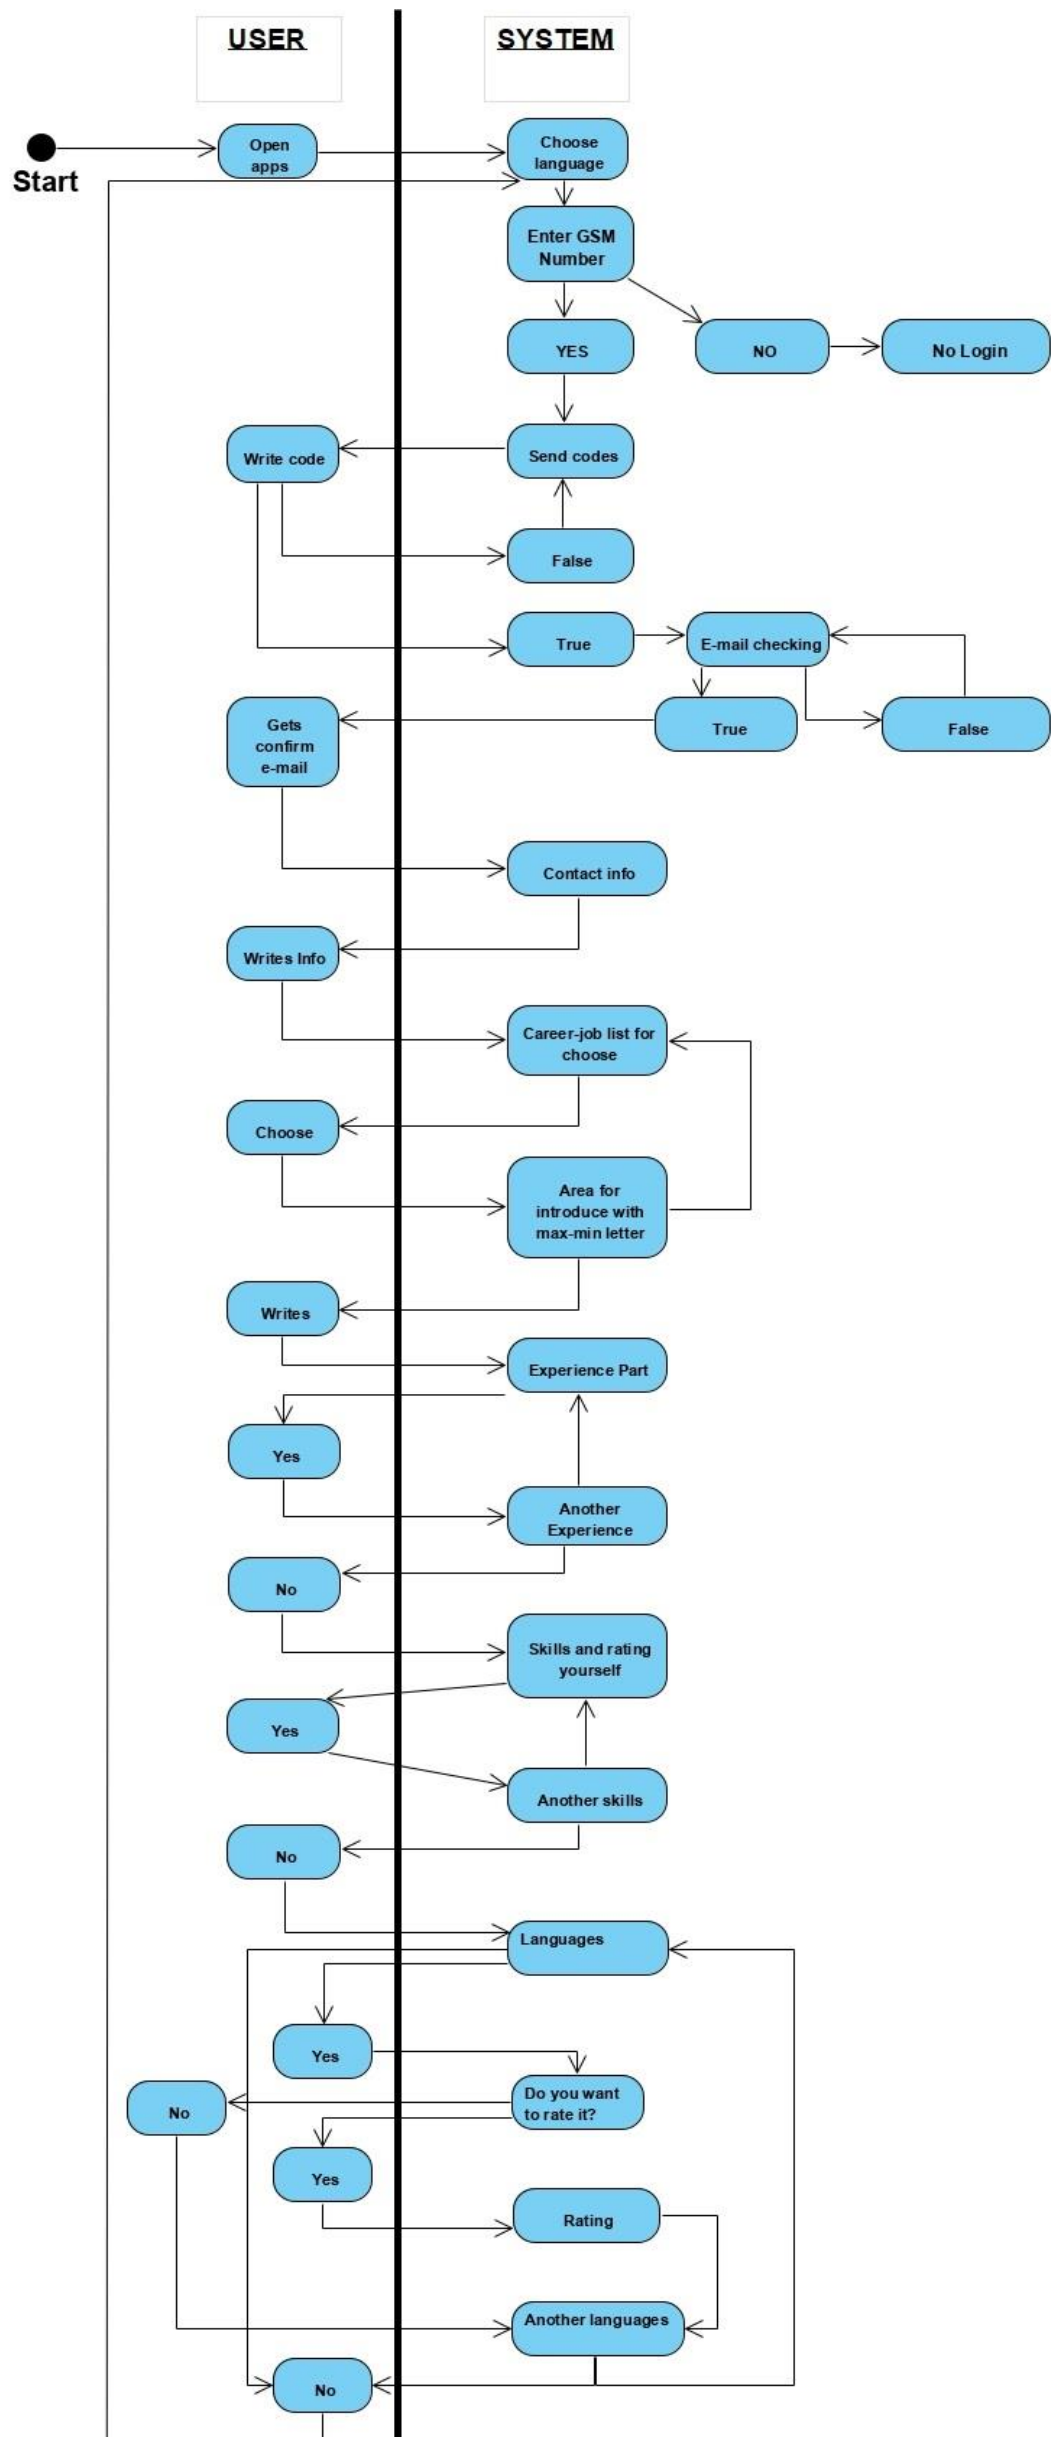 USER
SYSTEM
Start
Open
apps
Choose
language
Enter GSM
Number
YES
NO
No Login
Write code
Send codes
False
True
E-mail checking
Gets
confirm
e-mail
True
False
Contact info
Writes Info
Career-job list for
choose
Choose
Area for
introduce with
max-min letter
Writes
Experience Part
Yes
Another
Experience
No
Skills and rating
yourself
Yes
Another skills
No
Languages
Yes
Do you want
to rate it?
No
Yes
Rating
Another languages
No